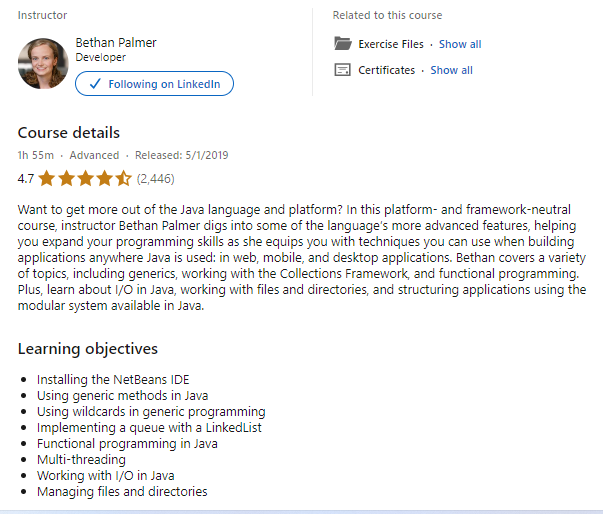 Instructor
Related to this course
Bethan Palmer
Developer
Following on LinkedIn
Exercise Files · Show all
Certificates · Show all
Course details
1h 55m · Advanced · Released: 5/1/2019
4.7 (2,446)
Want to get more out of the Java language and platform? In this platform- and framework-neutral
course, instructor Bethan Palmer digs into some of the language's more advanced features, helping
you expand your programming skills as she equips you with techniques you can use when building
applications anywhere Java is used: in web, mobile, and desktop applications. Bethan covers a variety
of topics, including generics, working with the Collections Framework, and functional programming.
Plus, learn about I/O in Java, working with files and directories, and structuring applications using the
modular system available in Java.
Learning objectives
• Installing the NetBeans IDE
• Using generic methods in Java
• Using wildcards in generic programming
• Implementing a queue with a LinkedList
• Functional programming in Java
• Multi-threading
• Working with I/O in Java
• Managing files and directories